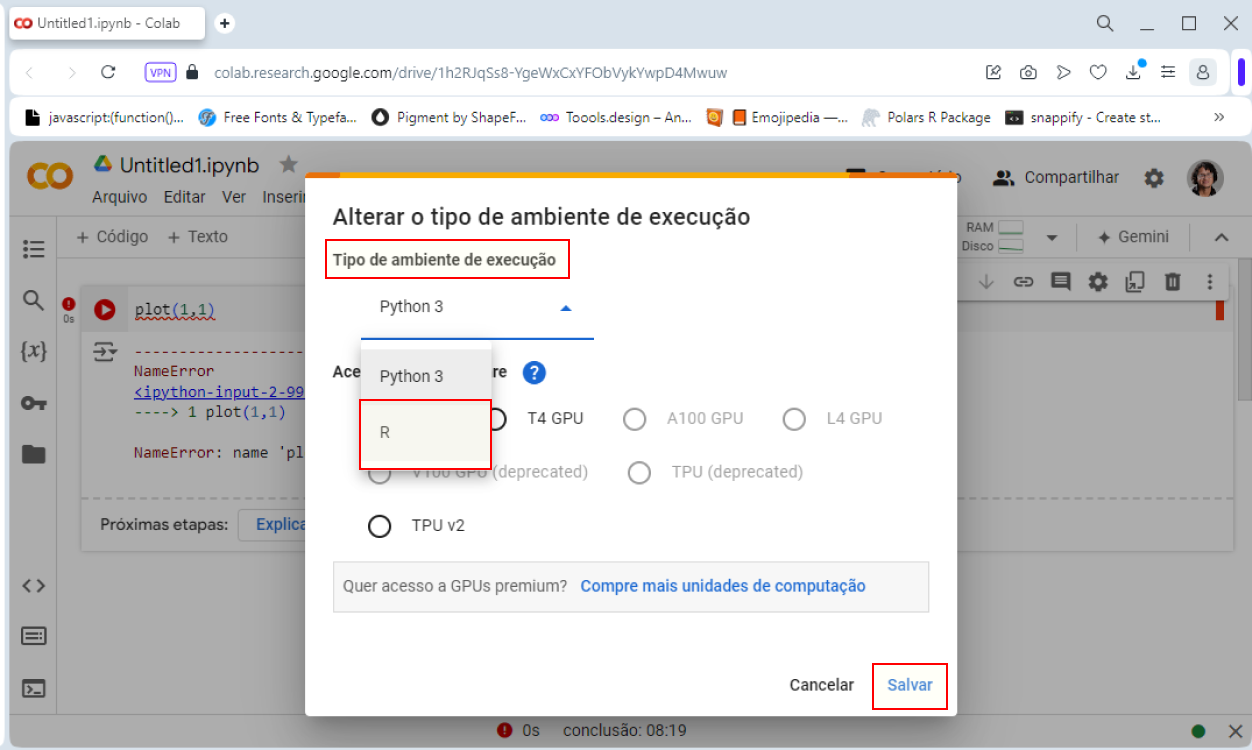 Untitled1.ipynb - Colab
VPN
colab.research.google.com/drive/1h2RJqSs8-YgeWxCxYFObVykYwpD4Mwuw
javascript:(function()...
Free Fonts & Typefa...
Pigment by ShapeF...
Toools.design – An...
Emojipedia —...
Polars R Package
snappify - Create st...
»
Untitled1.ipynb
Arquivo Editar Ver Inseri
Compartilhar
+ Código + Texto
RAM
Disco
Gemini
Alterar o tipo de ambiente de execução
Tipo de ambiente de execução
Python 3
Python 3
R
Ace
re
?
T4 GPU
A100 GPU
L4 GPU
V100 GPU (deprecated)
TPU (deprecated)
TPU v2
Quer acesso a GPUs premium? Compre mais unidades de computação
Cancelar
Salvar
{x}
0s
plot(1,1)
NameError
<ipython-input-2-99
----> 1 plot(1,1)
NameError: name 'pl
Próximas etapas:
Explica
0s conclusão: 08:19